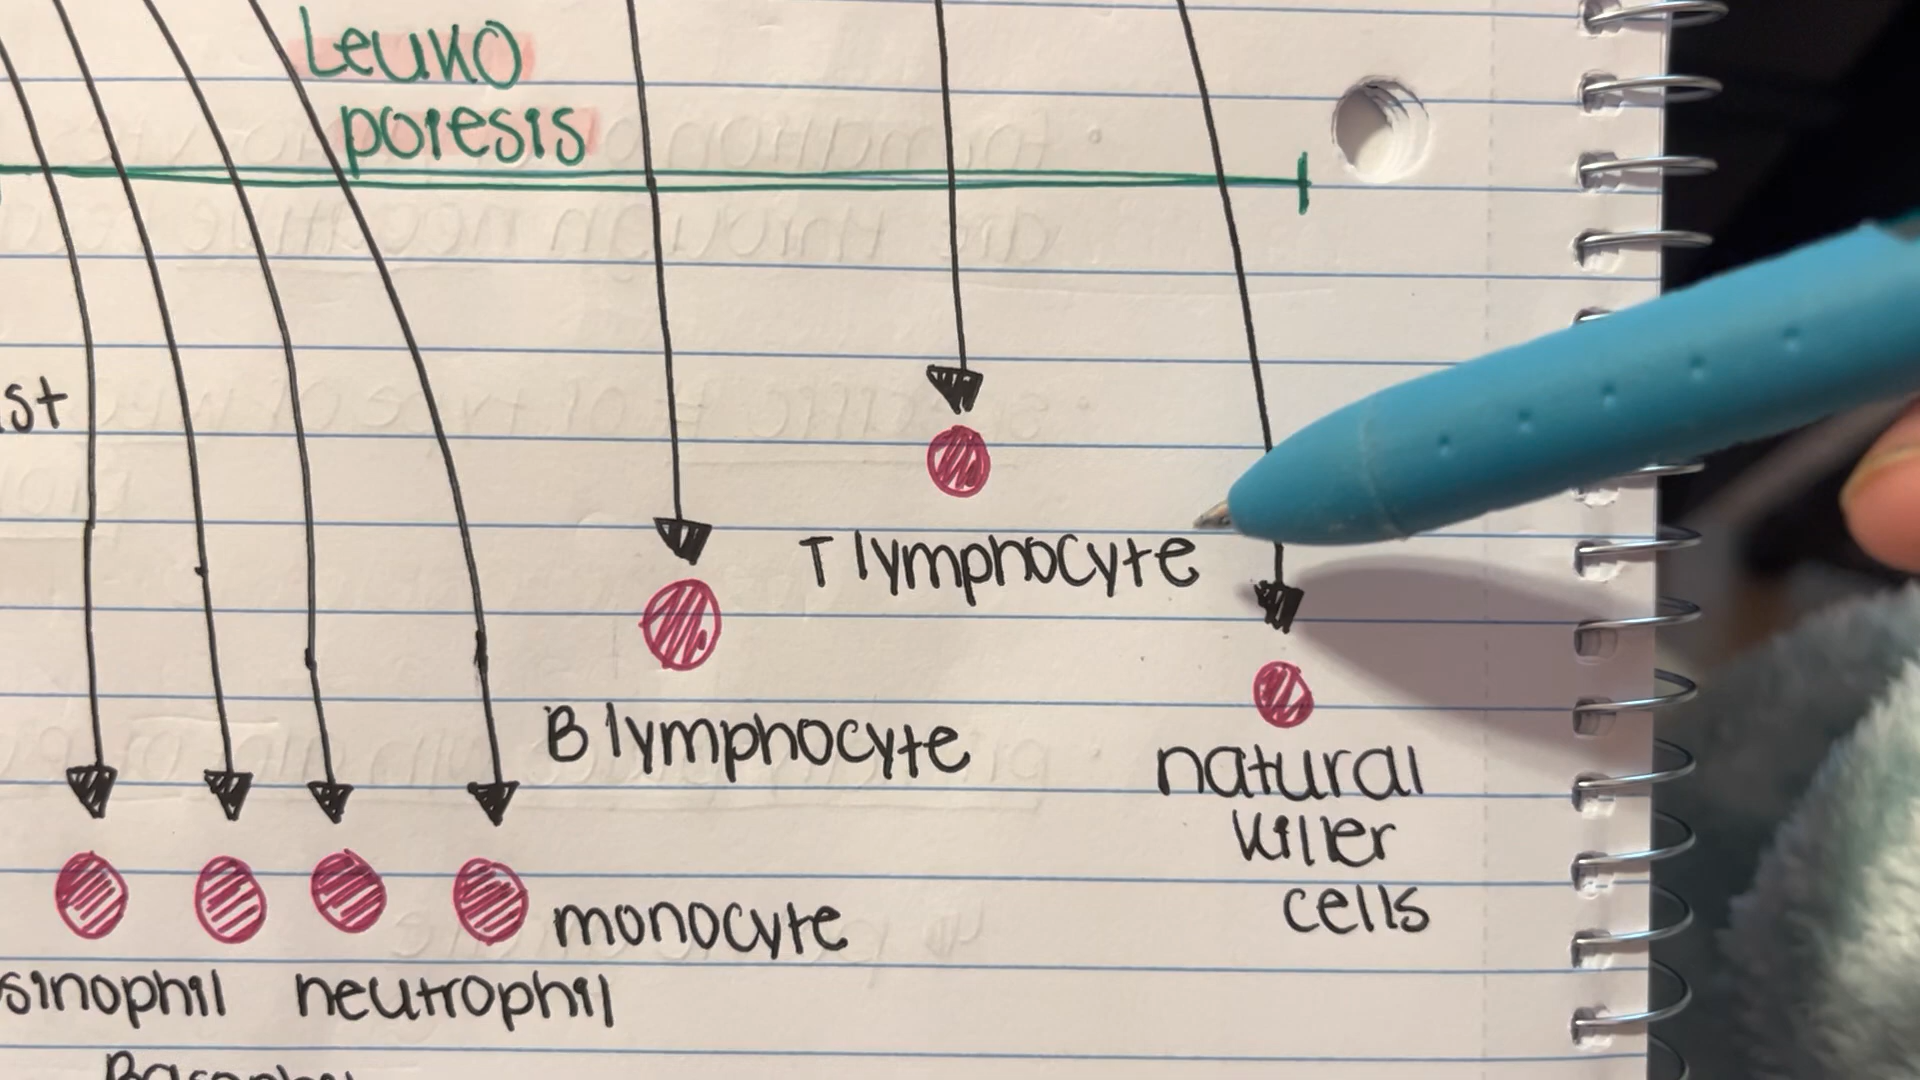 Leuko
poiesis
st
T lymphocyte
B lymphocyte
natural
killer
cells
monocyte
sinophil neutrophil